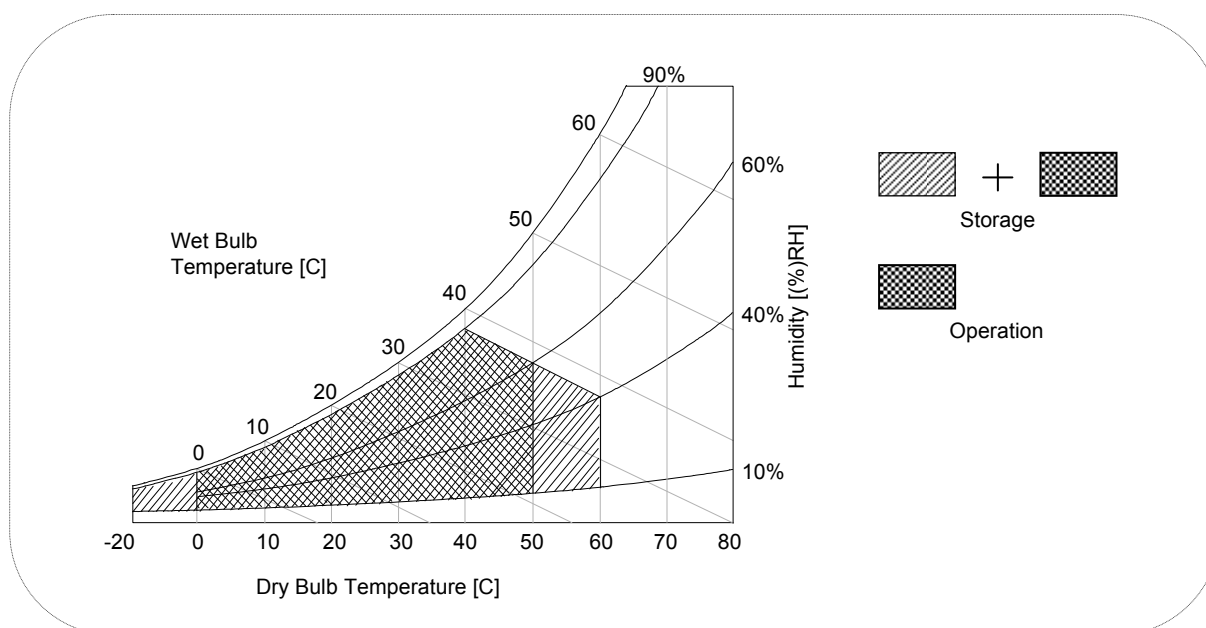 90%
60
60%
50
Wet Bulb
Temperature [C]
40
40%
30
20
10
0
10%
-20 0 10 20 30 40 50 60 70 80
Dry Bulb Temperature [C]
Humidity [(%)RH]
+
Storage
Operation